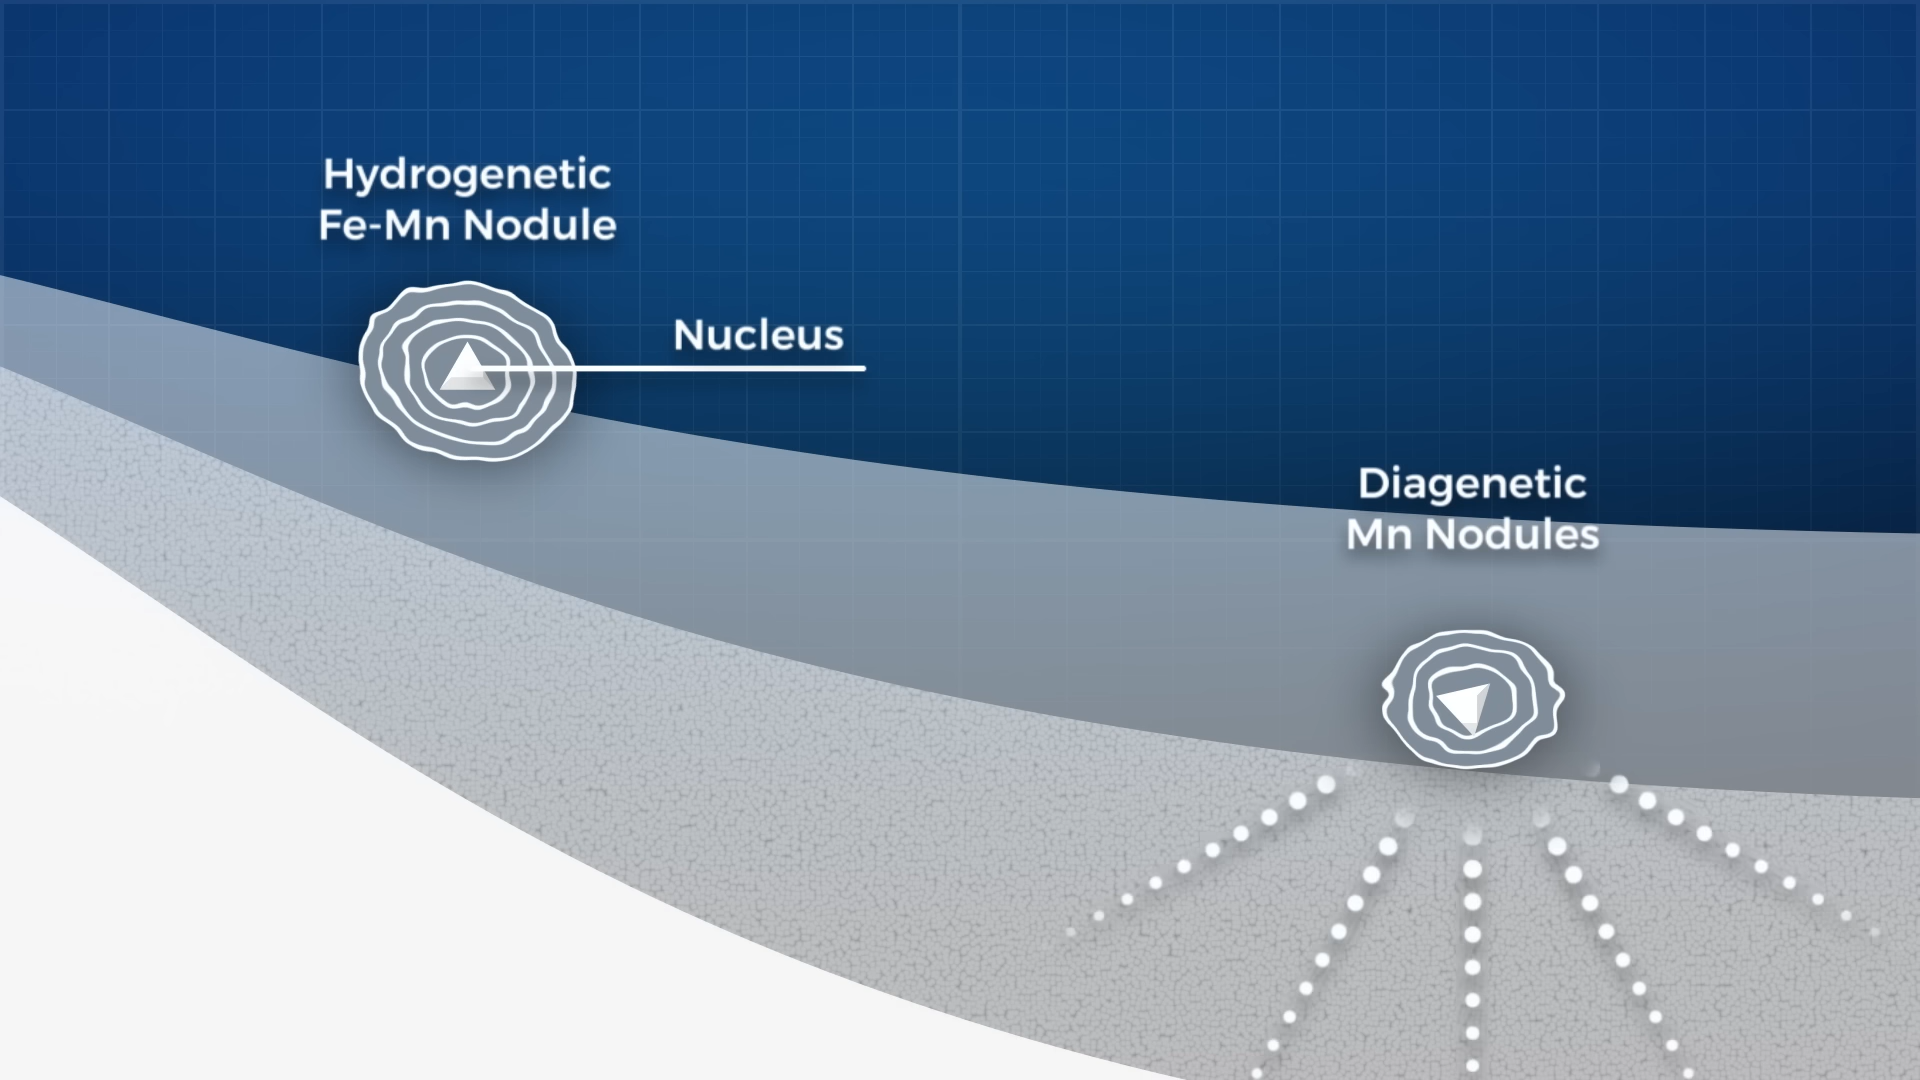 Hydrogenetic
Fe-Mn Nodule
Nucleus
Diagenetic
Mn Nodules